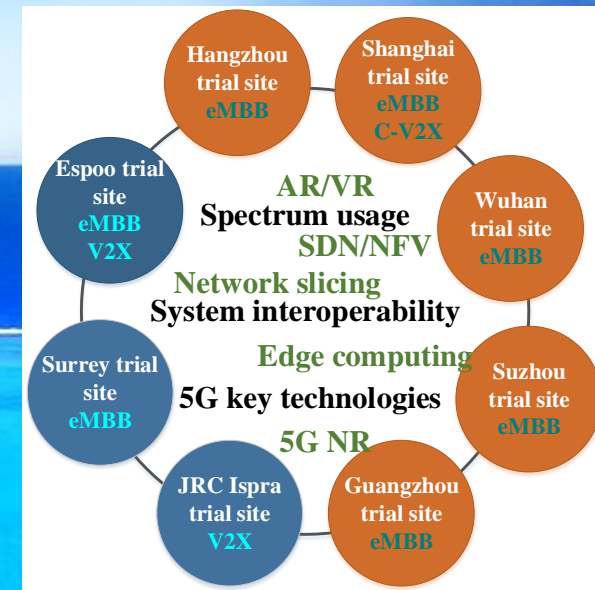 Hangzhou
trial site
eMBB
Shanghai
trial site
eMBB
C-V2X
Espoo trial
site
eMBB
V2X
AR/VR
Spectrum usage
SDN/NFV
Wuhan
trial site
eMBB
Network slicing
System interoperability
Surrey trial
site
eMBB
Edge computing
5G key technologies
5G NR
Suzhou
trial site
eMBB
JRC Ispra
trial site
V2X
Guangzhou
trial site
eMBB